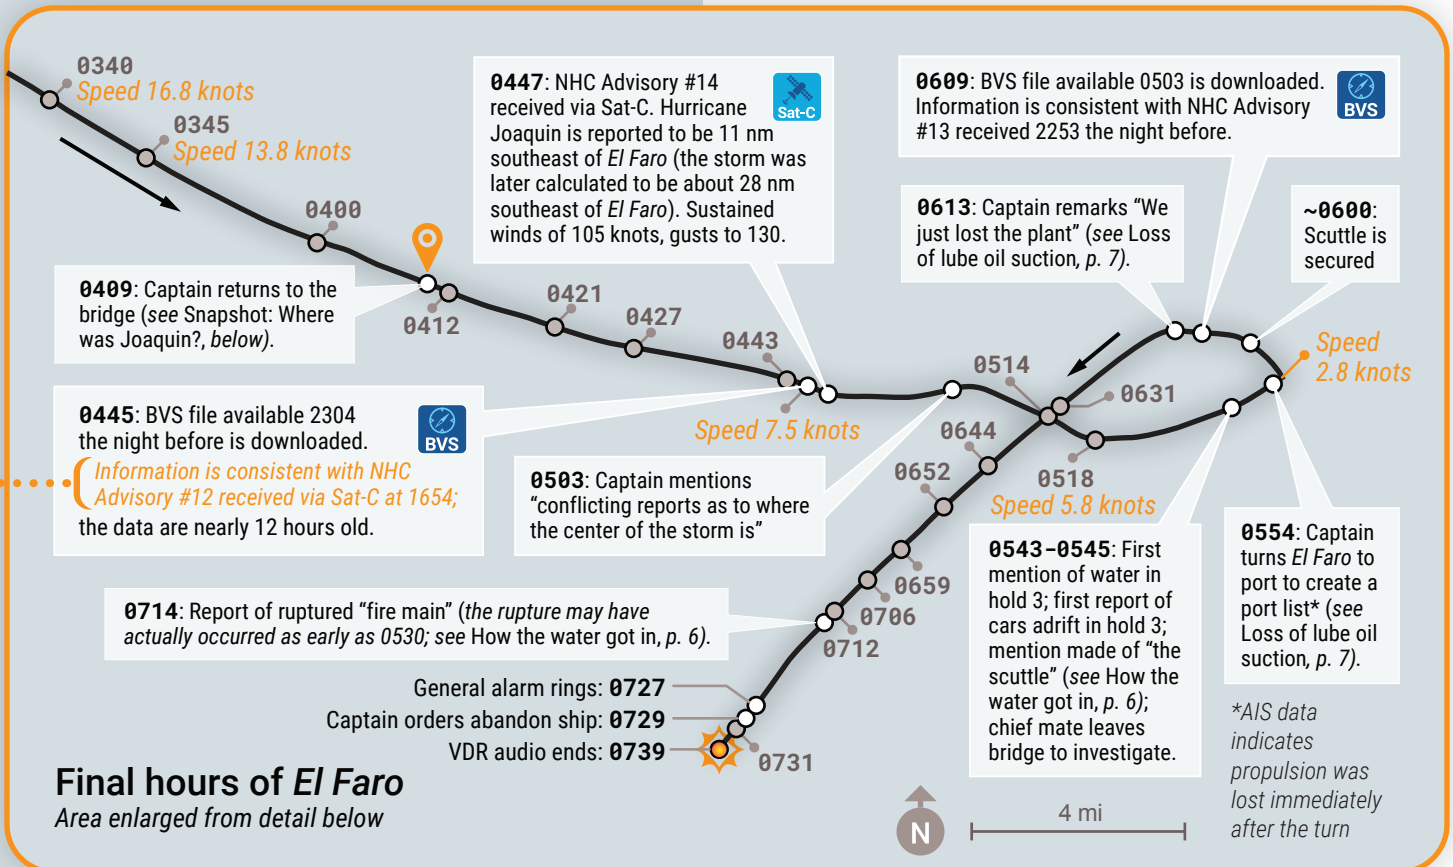 0340
Speed 16.8 knots
0345
Speed 13.8 knots
0400
0409: Captain returns to the
bridge (see Snapshot: Where
was Joaquin?, below).
0412
0421
0427
0443
0447: NHC Advisory #14
received via Sat-C. Hurricane
Joaquin is reported to be 11 nm
southeast of El Faro (the storm was
later calculated to be about 28 nm
southeast of El Faro). Sustained
winds of 105 knots, gusts to 130.
Sat-C
0609: BVS file available 0503 is downloaded.
Information is consistent with NHC Advisory
#13 received 2253 the night before.
BVS
0613: Captain remarks “We
just lost the plant” (see Loss
of lube oil suction, p. 7).
~0600:
Scuttle is
secured
Speed
2.8 knots
0445: BVS file available 2304
the night before is downloaded.
Information is consistent with NHC
Advisory #12 received via Sat-C at 1654;
the data are nearly 12 hours old.
BVS
Speed 7.5 knots
0503: Captain mentions
“conflicting reports as to where
the center of the storm is”
0514
0631
0518
Speed 5.8 knots
0644
0652
0659
0706
0712
0543–0545: First
mention of water in
hold 3; first report of
cars adrift in hold 3;
mention made of “the
scuttle” (see How the
water got in, p. 6);
chief mate leaves
bridge to investigate.
0554: Captain
turns El Faro to
port to create a
port list* (see
Loss of lube oil
suction, p. 7).
*AIS data
indicates
propulsion was
lost immediately
after the turn
0714: Report of ruptured “fire main” (the rupture may have
actually occurred as early as 0530; see How the water got in, p. 6).
General alarm rings: 0727
Captain orders abandon ship: 0729
VDR audio ends: 0739
0731
Final hours of El Faro
Area enlarged from detail below
N
4 mi